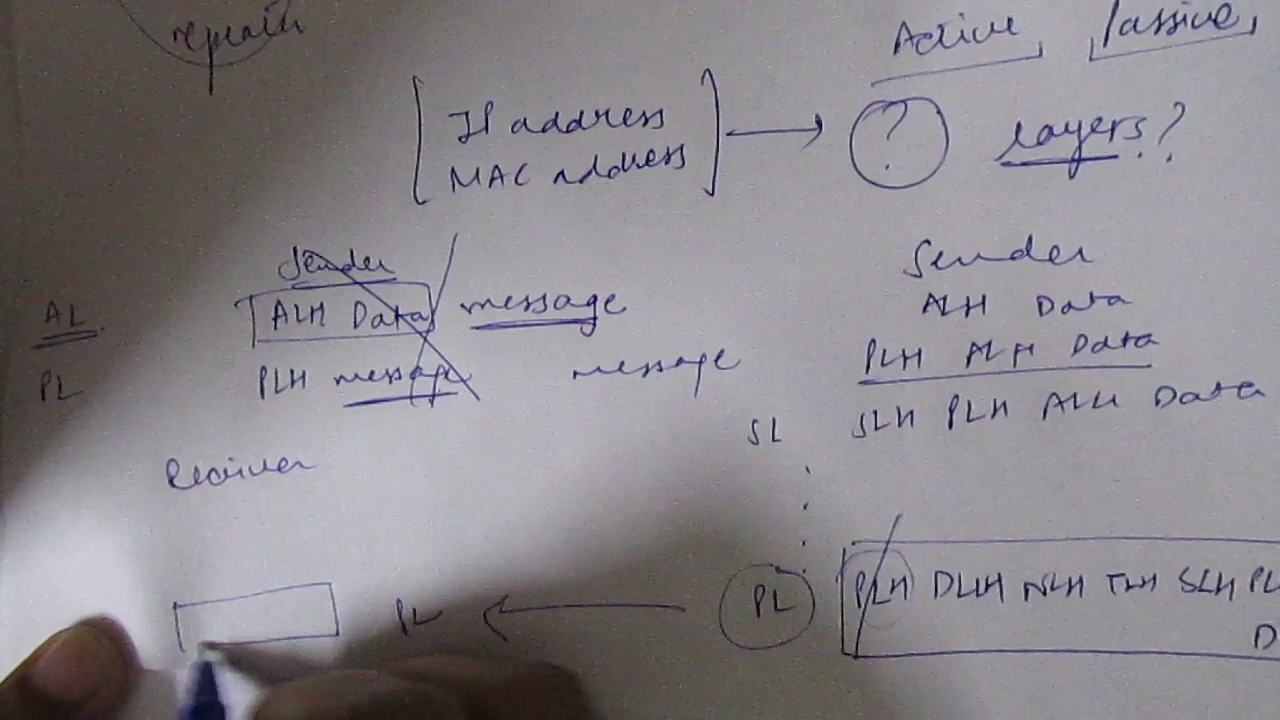 Active, Passive,
IP address
MAC address
? layers?
Sender
ALH Data message
AL
PL
PLH message message
Sender
ALH Data
PLH ALH Data
SL SLH PLH ALH Data
Receiver
PL PL PLH DLH NLH TLH SLH PL
D